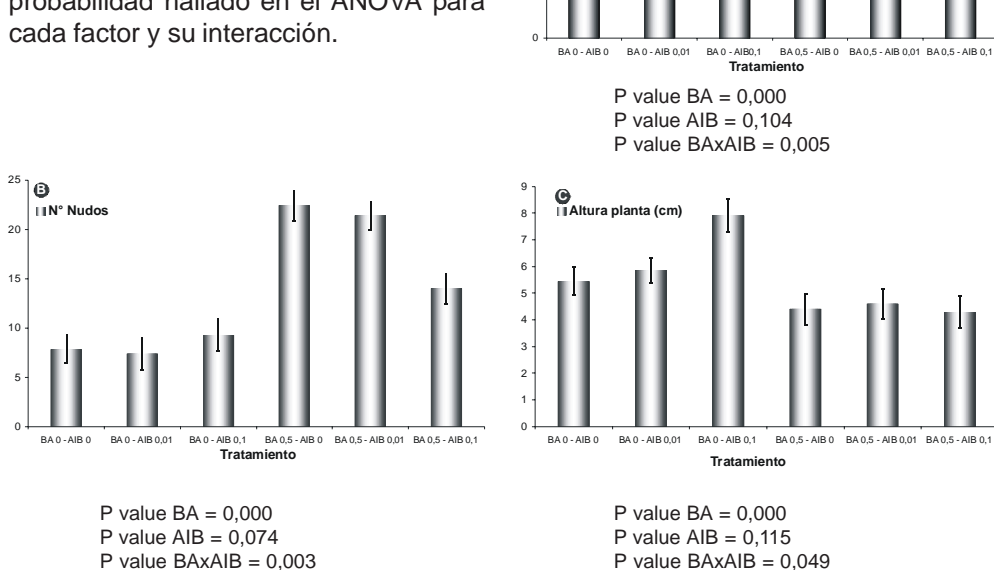 probabilidad hallado en el ANOVA para
cada factor y su interacción.
0
BA 0 - AIB 0 BA 0 - AIB 0,01 BA 0 - AIB0,1 BA 0,5 - AIB 0 BA 0,5 - AIB 0,01 BA 0,5 - AIB 0,1
Tratamiento
P value BA = 0,000
P value AIB = 0,104
P value BAxAIB = 0,005
B
N° Nudos
25
20
15
10
5
0
BA 0 - AIB 0 BA 0 - AIB 0,01 BA 0 - AIB 0,1 BA 0,5 - AIB 0 BA 0,5 - AIB 0,01 BA 0,5 - AIB 0,1
Tratamiento
P value BA = 0,000
P value AIB = 0,074
P value BAxAIB = 0,003
C
Altura planta (cm)
9
8
7
6
5
4
3
2
1
0
BA 0 - AIB 0 BA 0 - AIB 0,01 BA 0 - AIB 0,1 BA 0,5 - AIB 0 BA 0,5 - AIB 0,01 BA 0,5 - AIB 0,1
Tratamiento
P value BA = 0,000
P value AIB = 0,115
P value BAxAIB = 0,049